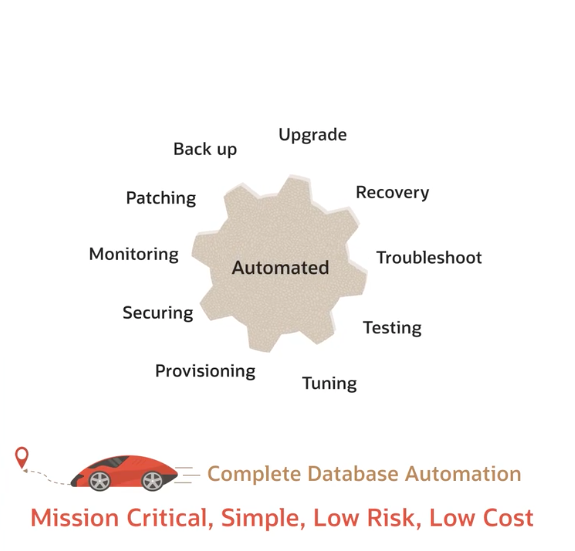 Upgrade
Back up
Recovery
Patching
Monitoring
Troubleshoot
Automated
Securing
Testing
Provisioning
Tuning
Complete Database Automation
Mission Critical, Simple, Low Risk, Low Cost